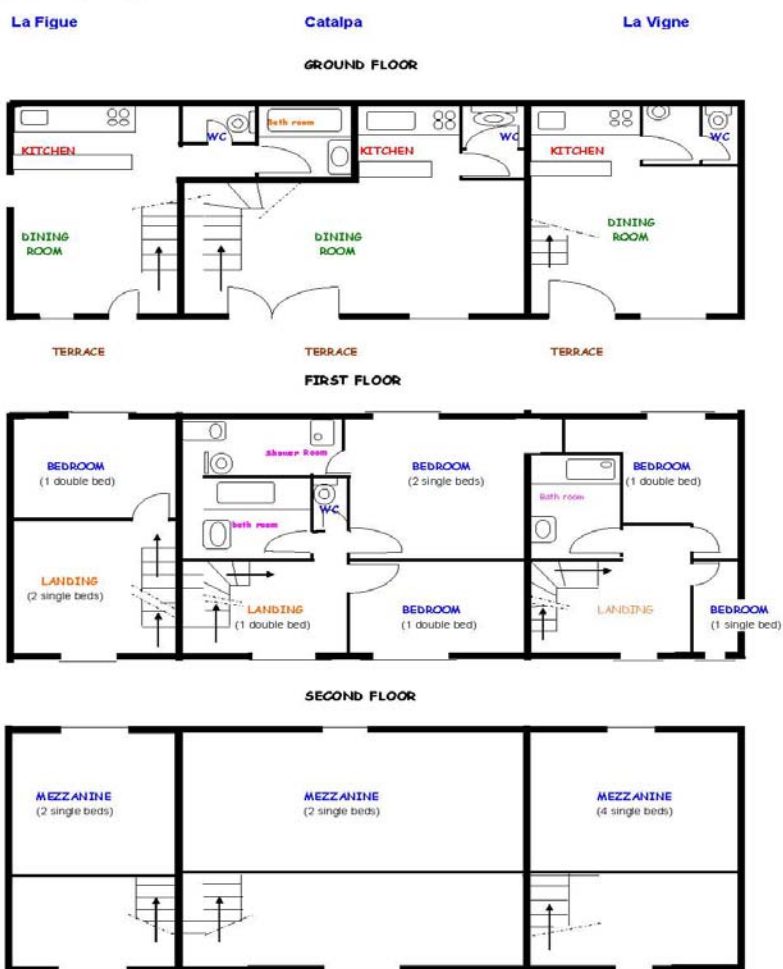 La Figue
Catalpa
La Vigne
GROUND FLOOR
WC
Bath room
WC
WC
KITCHEN
KITCHEN
KITCHEN
DINING
ROOM
DINING
ROOM
DINING
ROOM
TERRACE
TERRACE
TERRACE
FIRST FLOOR
Shower Room
BEDROOM
(1 double bed)
BEDROOM
(2 single beds)
BEDROOM
(1 double bed)
Bath room
WC
bath room
LANDING
(2 single beds)
LANDING
(1 double bed)
BEDROOM
(1 double bed)
LANDING
BEDROOM
(1 single bed)
SECOND FLOOR
MEZZANINE
(2 single beds)
MEZZANINE
(2 single beds)
MEZZANINE
(4 single beds)